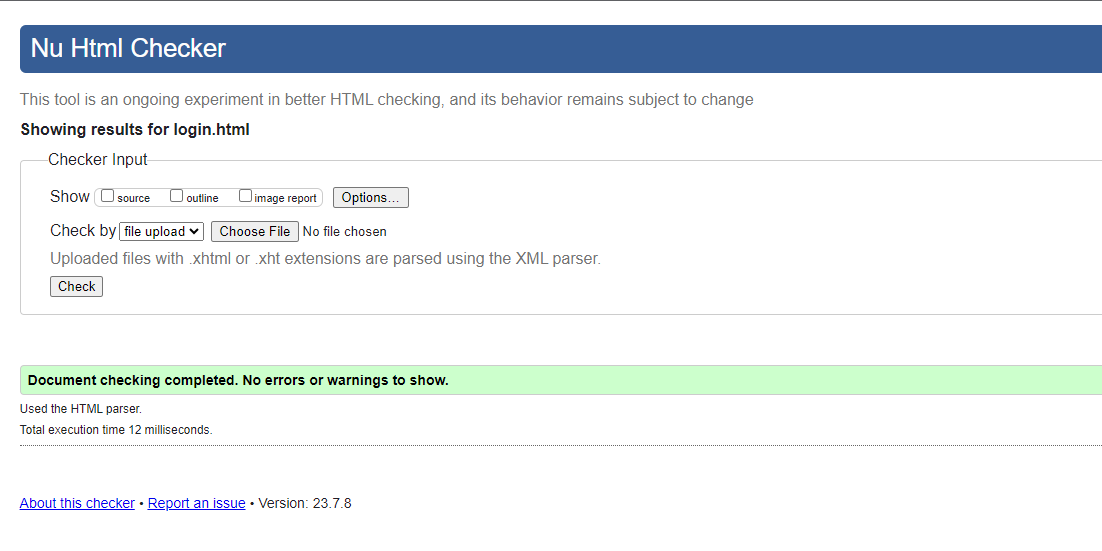 Nu Html Checker
This tool is an ongoing experiment in better HTML checking, and its behavior remains subject to change
Showing results for login.html
Checker Input
Show source outline image report Options...
Check by file upload Choose File No file chosen
Uploaded files with .xhtml or .xht extensions are parsed using the XML parser.
Check
Document checking completed. No errors or warnings to show.
Used the HTML parser.
Total execution time 12 milliseconds.
About this checker • Report an issue • Version: 23.7.8